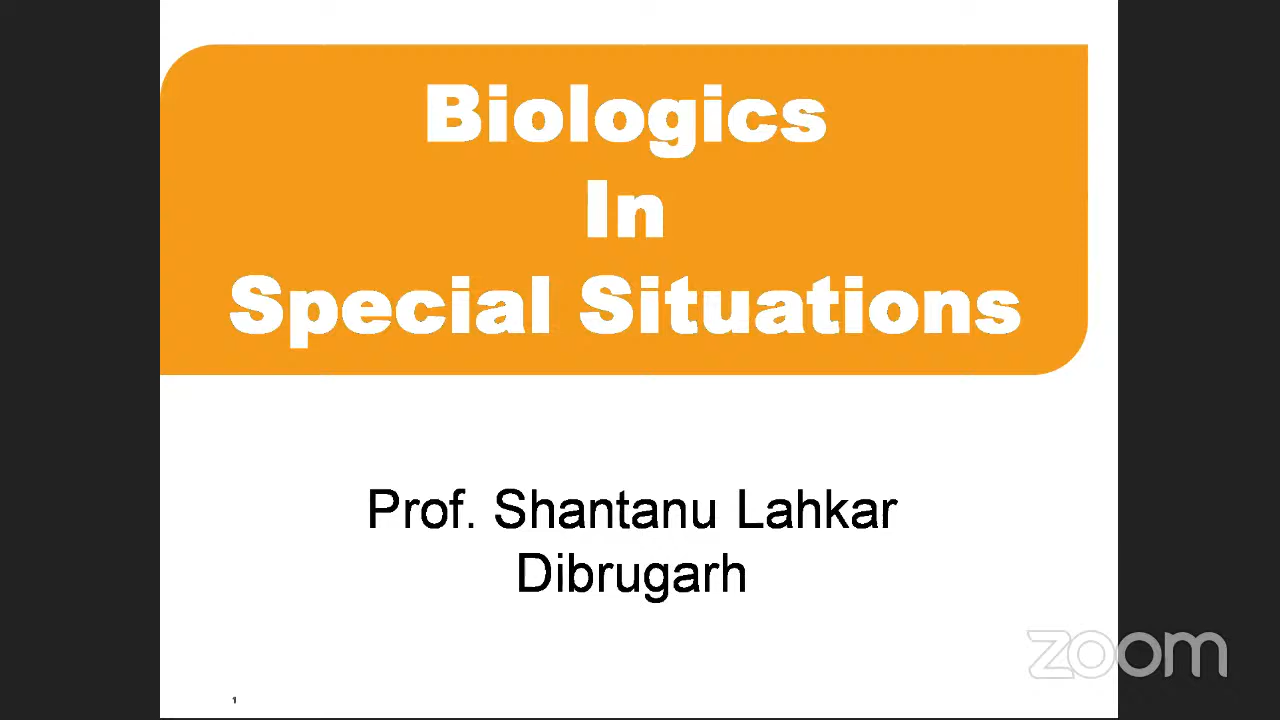 Biologics
In
Special Situations
Prof. Shantanu Lahkar
Dibrugarh
zoom
1